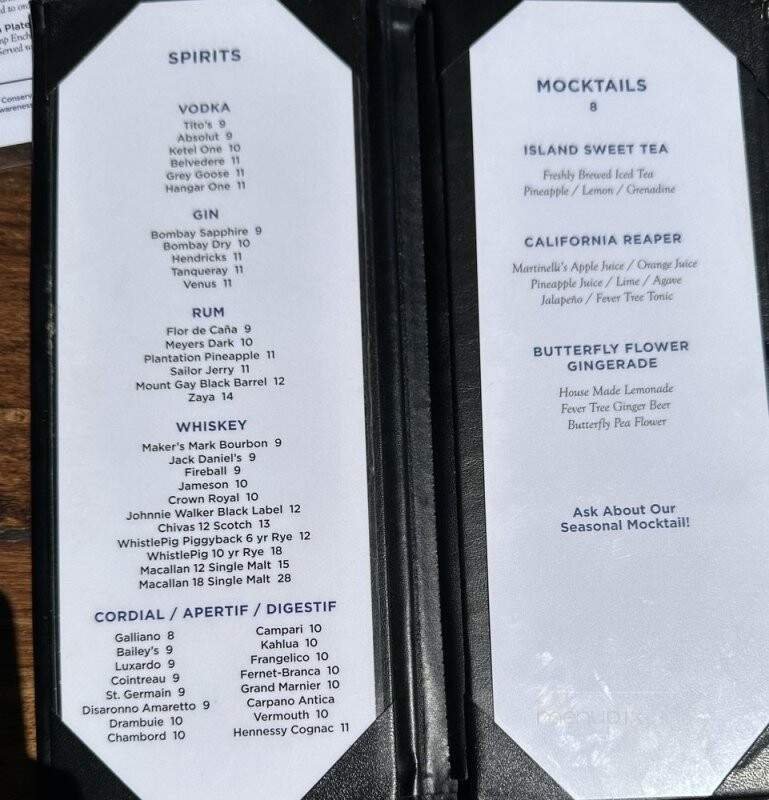 Plate
Served
Conserv
SPIRITS
VODKA
Tito's 9
Absolut 9
Ketel One 10
Belvedere 11
Grey Goose 11
Hangar One 11
GIN
Bombay Sapphire 9
Bombay Dry 10
Hendricks 11
Tanqueray 11
Venus 11
RUM
Flor de Caña 9
Meyers Dark 10
Plantation Pineapple 11
Sailor Jerry 11
Mount Gay Black Barrel 12
Zaya 14
WHISKEY
Maker's Mark Bourbon 9
Jack Daniel's 9
Fireball 9
Jameson 10
Crown Royal 10
Johnnie Walker Black Label 12
Chivas 12 Scotch 13
WhistlePig Piggyback 6 yr Rye 12
WhistlePig 10 yr Rye 18
Macallan 12 Single Malt 15
Macallan 18 Single Malt 28
CORDIAL / APERTIF / DIGESTIF
Galliano 8
Bailey's 9
Luxardo 9
Cointreau 9
St. Germain 9
Disaronno Amaretto 9
Drambuie 10
Chambord 10
Campari 10
Kahlua 10
Frangelico 10
Fernet-Branca 10
Grand Marnier 10
Carpano Antica
Vermouth 10
Hennessy Cognac 11
MOCKTAILS
8
ISLAND SWEET TEA
Freshly Brewed Iced Tea
Pineapple / Lemon / Grenadine
CALIFORNIA REAPER
Martinelli's Apple Juice / Orange Juice
Pineapple Juice / Lime / Agave
Jalapeño / Fever Tree Tonic
BUTTERFLY FLOWER
GINGERADE
House Made Lemonade
Fever Tree Ginger Beer
Butterfly Pea Flower
Ask About Our
Seasonal Mocktail!